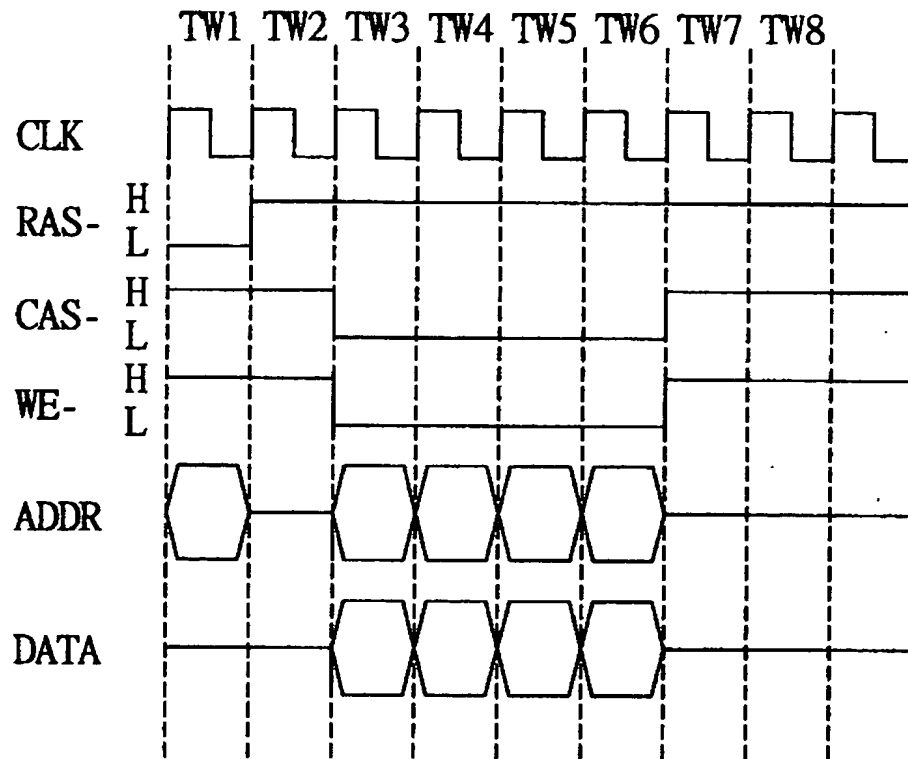 TW1 TW2 TW3 TW4 TW5 TW6 TW7 TW8
CLK
RAS- H
L
CAS- H
L
WE- H
L
ADDR
DATA